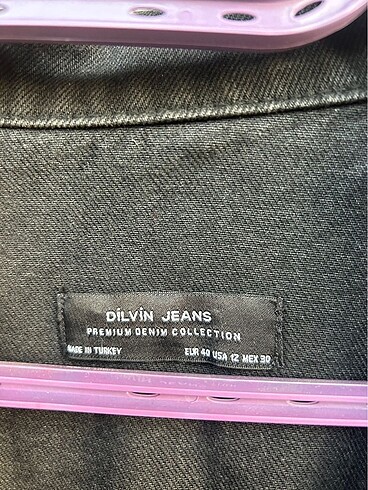 DİLVİN JEANS
PREMIUM DENIM COLLECTION
MADE IN TURKEY EUR 40 USA 12 MEX 30